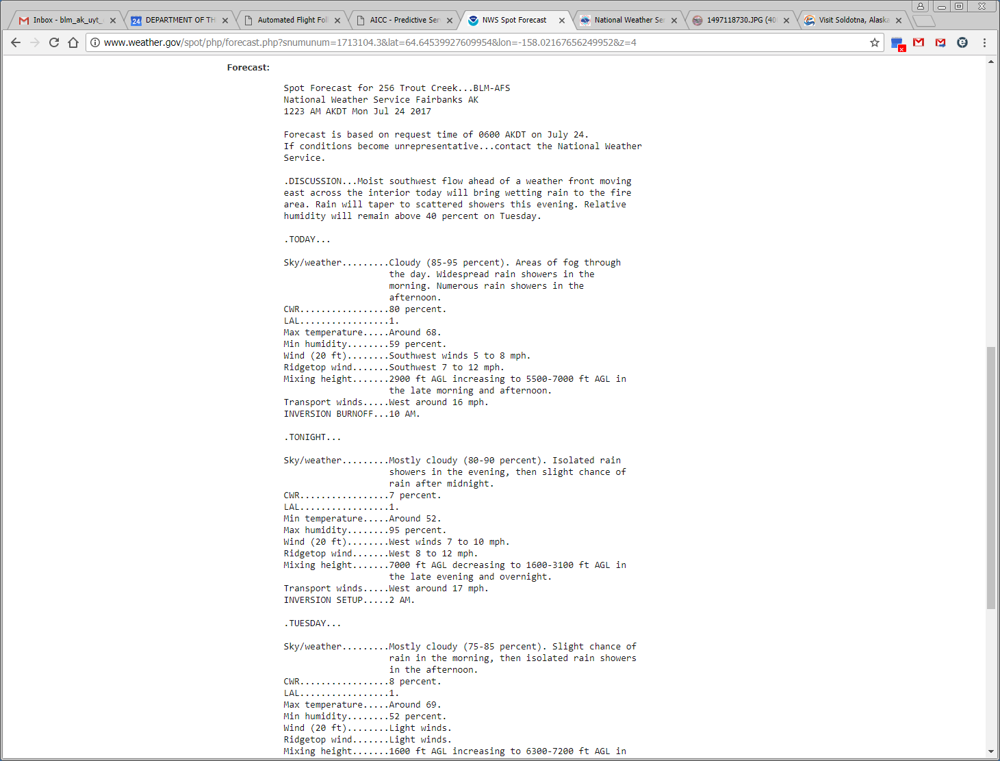 Inbox - blm_ak_uyt_
DEPARTMENT OF TH
Automated Flight Foll
AICC - Predictive Ser
NWS Spot Forecast
National Weather Ser
1497118730.JPG (40
Visit Soldotna, Alaska
www.weather.gov/spot/php/forecast.php?snumunum=1713104.3&lat=64.64539927609954&lon=-158.02167656249952&z=4
Forecast:
Spot Forecast for 256 Trout Creek...BLM-AFS
National Weather Service Fairbanks AK
1223 AM AKDT Mon Jul 24 2017
Forecast is based on request time of 0600 AKDT on July 24.
If conditions become unrepresentative...contact the National Weather
Service.
.DISCUSSION...Moist southwest flow ahead of a weather front moving
east across the interior today will bring wetting rain to the fire
area. Rain will taper to scattered showers this evening. Relative
humidity will remain above 40 percent on Tuesday.
.TODAY...
Sky/weather.........Cloudy (85-95 percent). Areas of fog through
the day. Widespread rain showers in the
morning. Numerous rain showers in the
afternoon.
CWR.................80 percent.
LAL.................1.
Max temperature.....Around 68.
Min humidity........59 percent.
Wind (20 ft)........Southwest winds 5 to 8 mph.
Ridgetop wind.......Southwest 7 to 12 mph.
Mixing height.......2900 ft AGL increasing to 5500-7000 ft AGL in
the late morning and afternoon.
Transport winds.....West around 16 mph.
INVERSION BURNOFF...10 AM.
.TONIGHT...
Sky/weather.........Mostly cloudy (80-90 percent). Isolated rain
showers in the evening, then slight chance of
rain after midnight.
CWR.................7 percent.
LAL.................1.
Min temperature.....Around 52.
Max humidity........95 percent.
Wind (20 ft)........West winds 7 to 10 mph.
Ridgetop wind.......West 8 to 12 mph.
Mixing height.......7000 ft AGL decreasing to 1600-3100 ft AGL in
the late evening and overnight.
Transport winds.....West around 17 mph.
INVERSION SETUP.....2 AM.
.TUESDAY...
Sky/weather.........Mostly cloudy (75-85 percent). Slight chance of
rain in the morning, then isolated rain showers
in the afternoon.
CWR.................8 percent.
LAL.................1.
Max temperature.....Around 69.
Min humidity........52 percent.
Wind (20 ft)........Light winds.
Ridgetop wind.......Light winds.
Mixing height.......1600 ft AGL increasing to 6300-7200 ft AGL in